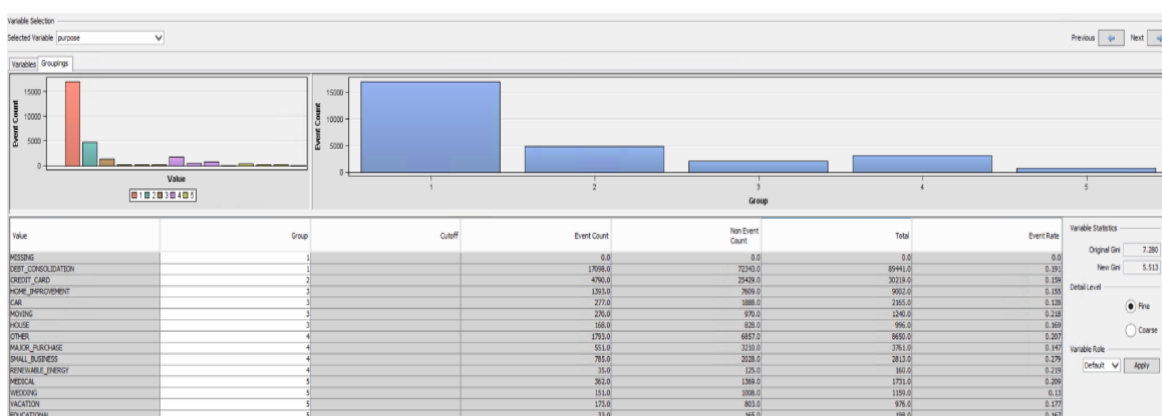 Variable Selection
Selected Variable purpose
Previous Next
Variables Groupings
Event Count
15000
10000
5000
0
Value
1 2 3 4 5
Event Count
15000
10000
5000
0
1 2 3 4 5
Group
Value Group Cutoff Event Count Non Event Count Total Event Rate
MISSING 1 0.0 0.0 0.0 0.0
DEBT_CONSOLIDATION 1 17098.0 72343.0 89441.0 0.191
CREDIT_CARD 2 4790.0 25429.0 30219.0 0.159
HOME_IMPROVEMENT 3 1393.0 7609.0 9002.0 0.155
CAR 3 277.0 1888.0 2165.0 0.128
MOVING 3 270.0 970.0 1240.0 0.218
HOUSE 3 168.0 828.0 996.0 0.169
OTHER 4 1793.0 6857.0 8650.0 0.207
MAJOR_PURCHASE 4 551.0 3210.0 3761.0 0.147
SMALL_BUSINESS 4 785.0 2028.0 2813.0 0.279
RENEWABLE_ENERGY 4 35.0 125.0 160.0 0.219
MEDICAL 5 362.0 1369.0 1731.0 0.209
WEDDING 5 151.0 1008.0 1159.0 0.13
VACATION 5 173.0 803.0 976.0 0.177
EDUCATIONAL 5 33.0 165.0 198.0 0.167
Variable Statistics
Original Gini 7.280
New Gini 5.513
Detail Level
Fine
Coarse
Variable Role
Default Apply